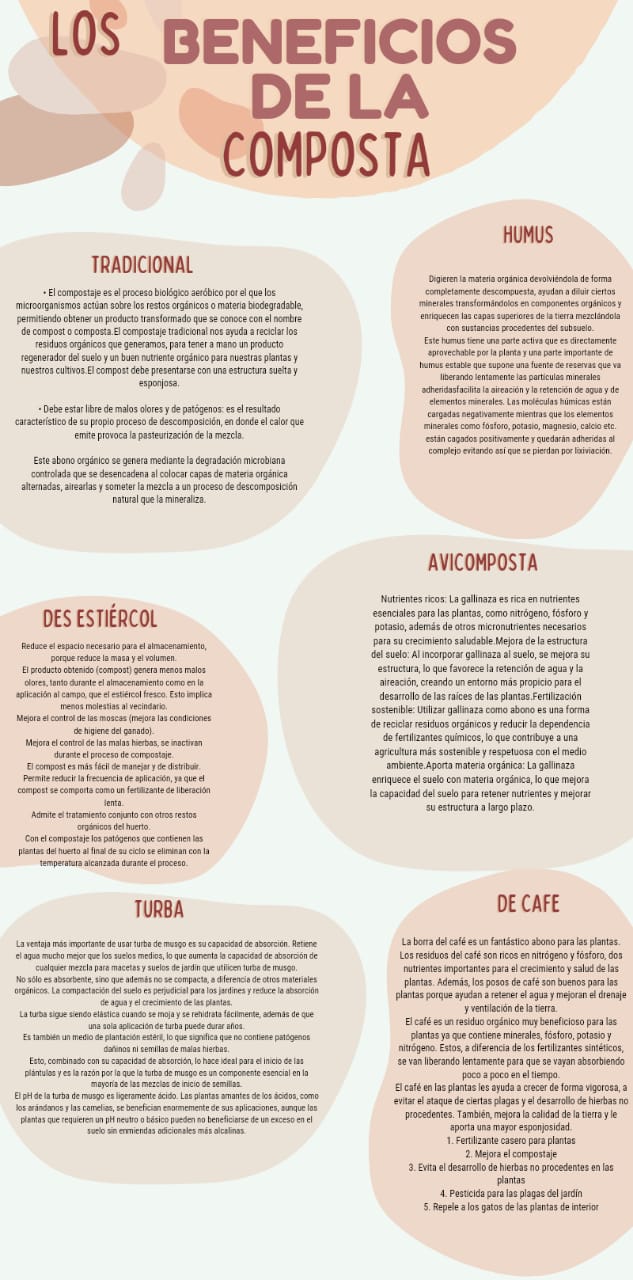 LOS BENEFICIOS
DE LA
COMPOSTA
TRADICIONAL
• El compostaje es el proceso biológico aeróbico por el que los
microorganismos actúan sobre los restos orgánicos o materia biodegradable,
permitiendo obtener un producto transformado que se conoce con el nombre
de compost o composta.El compostaje tradicional nos ayuda a reciclar los
residuos orgánicos que generamos, para tener a mano un producto
regenerador del suelo y un buen nutriente orgánico para nuestras plantas y
nuestros cultivos.El compost debe presentarse con una estructura suelta y
esponjosa.
• Debe estar libre de malos olores y de patógenos: es el resultado
característico de su propio proceso de descomposición, en donde el calor que
emite provoca la pasteurización de la mezcla.
Este abono orgánico se genera mediante la degradación microbiana
controlada que se desencadena al colocar capas de materia orgánica
alternadas, airearlas y someter la mezcla a un proceso de descomposición
natural que la mineraliza.
HUMUS
Digieren la materia orgánica devolviéndola de forma
completamente descompuesta, ayudan a diluir ciertos
minerales transformándolos en componentes orgánicos y
enriquecen las capas superiores de la tierra mezclándola
con sustancias procedentes del subsuelo.
Este humus tiene una parte activa que es directamente
aprovechable por la planta y una parte importante de
humus estable que supone una fuente de reservas que va
liberando lentamente las partículas minerales
adheridasfacilita la aireación y la retención de agua y de
elementos minerales. Las moléculas húmicas están
cargadas negativamente mientras que los elementos
minerales como fósforo, potasio, magnesio, calcio etc.
están cagados positivamente y quedarán adheridas al
complejo evitando así que se pierdan por lixiviación.
AVICOMPOSTA
Nutrientes ricos: La gallinaza es rica en nutrientes
esenciales para las plantas, como nitrógeno, fósforo y
potasio, además de otros micronutrientes necesarios
para su crecimiento saludable.Mejora de la estructura
del suelo: Al incorporar gallinaza al suelo, se mejora su
estructura, lo que favorece la retención de agua y la
aireación, creando un entorno más propicio para el
desarrollo de las raíces de las plantas.Fertilización
sostenible: Utilizar gallinaza como abono es una forma
de reciclar residuos orgánicos y reducir la dependencia
de fertilizantes químicos, lo que contribuye a una
agricultura más sostenible y respetuosa con el medio
ambiente.Aporta materia orgánica: La gallinaza
enriquece el suelo con materia orgánica, lo que mejora
la capacidad del suelo para retener nutrientes y mejorar
su estructura a largo plazo.
DES ESTIÉRCOL
Reduce el espacio necesario para el almacenamiento,
porque reduce la masa y el volumen.
El producto obtenido (compost) genera menos malos
olores, tanto durante el almacenamiento como en la
aplicación al campo, que el estiércol fresco. Esto implica
menos molestias al vecindario.
Mejora el control de las moscas (mejora las condiciones
de higiene del ganado).
Mejora el control de las malas hierbas, se inactivan
durante el proceso de compostaje.
El compost es más fácil de manejar y de distribuir.
Permite reducir la frecuencia de aplicación, ya que el
compost se comporta como un fertilizante de liberación
lenta.
Admite el tratamiento conjunto con otros restos
orgánicos del huerto.
Con el compostaje los patógenos que contienen las
plantas del huerto al final de su ciclo se eliminan con la
temperatura alcanzada durante el proceso.
TURBA
La ventaja más importante de usar turba de musgo es su capacidad de absorción. Retiene
el agua mucho mejor que los suelos medios, lo que aumenta la capacidad de absorción de
cualquier mezcla para macetas y suelos de jardín que utilicen turba de musgo.
No sólo es absorbente, sino que además no se compacta, a diferencia de otros materiales
orgánicos. La compactación del suelo es perjudicial para los jardines y reduce la absorción
de agua y el crecimiento de las plantas.
La turba sigue siendo elástica cuando se moja y se rehidrata fácilmente, además de que
una sola aplicación de turba puede durar años.
Es también un medio de plantación estéril, lo que significa que no contiene patógenos
dañinos ni semillas de malas hierbas.
Esto, combinado con su capacidad de absorción, lo hace ideal para el inicio de las
plántulas y es la razón por la que la turba de musgo es un componente esencial en la
mayoría de las mezclas de inicio de semillas.
El pH de la turba de musgo es ligeramente ácido. Las plantas amantes de los ácidos, como
los arándanos y las camelias, se benefician enormemente de sus aplicaciones, aunque las
plantas que requieren un pH neutro o básico pueden no beneficiarse de un exceso en el
suelo sin enmiendas adicionales más alcalinas.
DE CAFE
La borra del café es un fantástico abono para las plantas.
Los residuos del café son ricos en nitrógeno y fósforo, dos
nutrientes importantes para el crecimiento y salud de las
plantas. Además, los posos de café son buenos para las
plantas porque ayudan a retener el agua y mejoran el drenaje
y ventilación de la tierra.
El café es un residuo orgánico muy beneficioso para las
plantas ya que contiene minerales, fósforo, potasio y
nitrógeno. Estos, a diferencia de los fertilizantes sintéticos,
se van liberando lentamente para que se vayan absorbiendo
poco a poco en el tiempo.
El café en las plantas les ayuda a crecer de forma vigorosa, a
evitar el ataque de ciertas plagas y el desarrollo de hierbas no
procedentes. También, mejora la calidad de la tierra y le
aporta una mayor esponjosidad.
1. Fertilizante casero para plantas
2. Mejora el compostaje
3. Evita el desarrollo de hierbas no procedentes en las
plantas
4. Pesticida para las plagas del jardín
5. Repele a los gatos de las plantas de interior